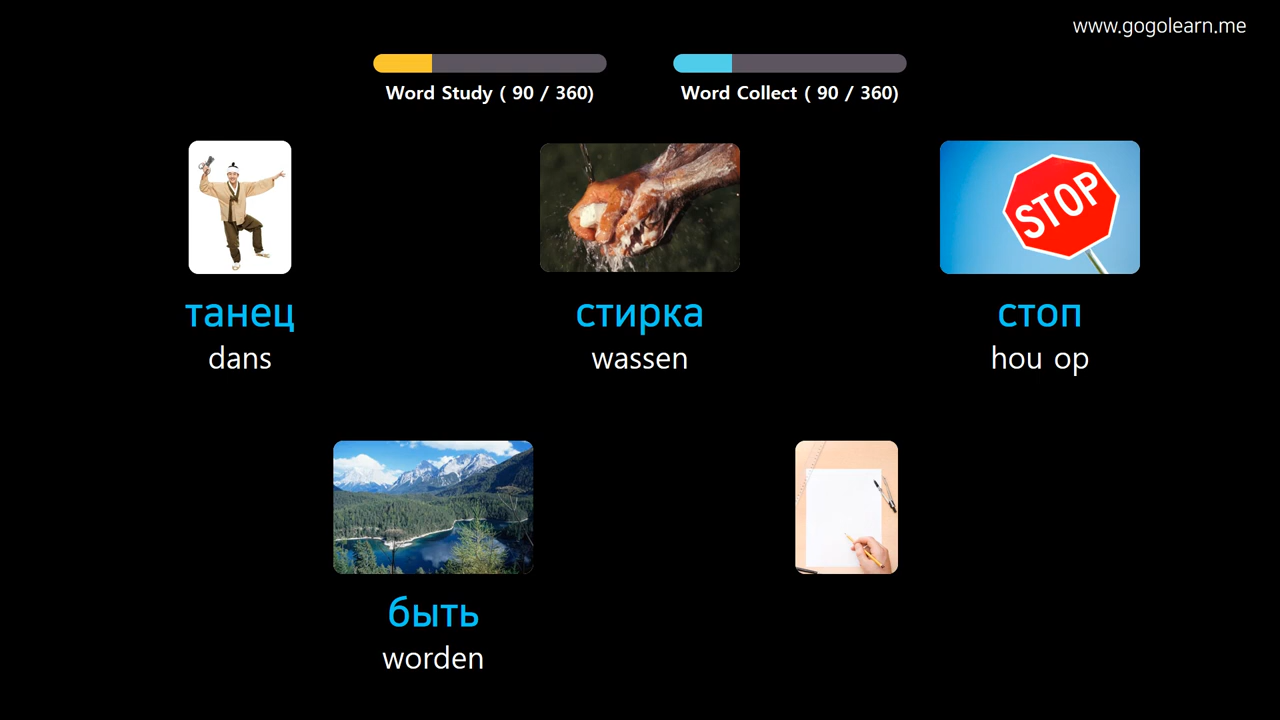 www.gogolearn.me
Word Study ( 90 / 360)
Word Collect ( 90 / 360)
STOP
танец
dans
стирка
wassen
стоп
hou op
быть
worden